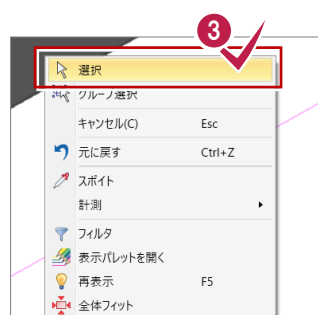 3
選択
グループ選択
キャンセル(C) Esc
元に戻す Ctrl+Z
スポイト
計測
フィルタ
表示パレットを開く
再表示 F5
全体フィット